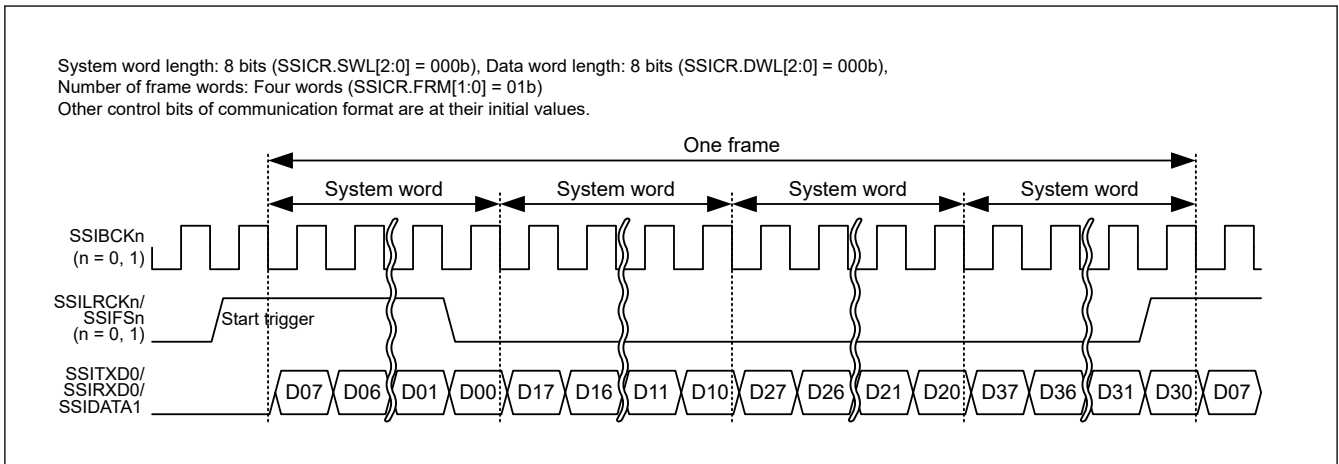 System word length: 8 bits (SSICR.SWL[2:0] = 000b), Data word length: 8 bits (SSICR.DWL[2:0] = 000b),
Number of frame words: Four words (SSICR.FRM[1:0] = 01b)
Other control bits of communication format are at their initial values.
One frame
System word System word System word System word
SSIBCKn
(n = 0, 1)
SSILRCKn/
SSIFSn
(n = 0, 1)
Start trigger
SSITXD0/
SSIRXD0/
SSIDATA1
D07 D06 D01 D00 D17 D16 D11 D10 D27 D26 D21 D20 D37 D36 D31 D30 D07